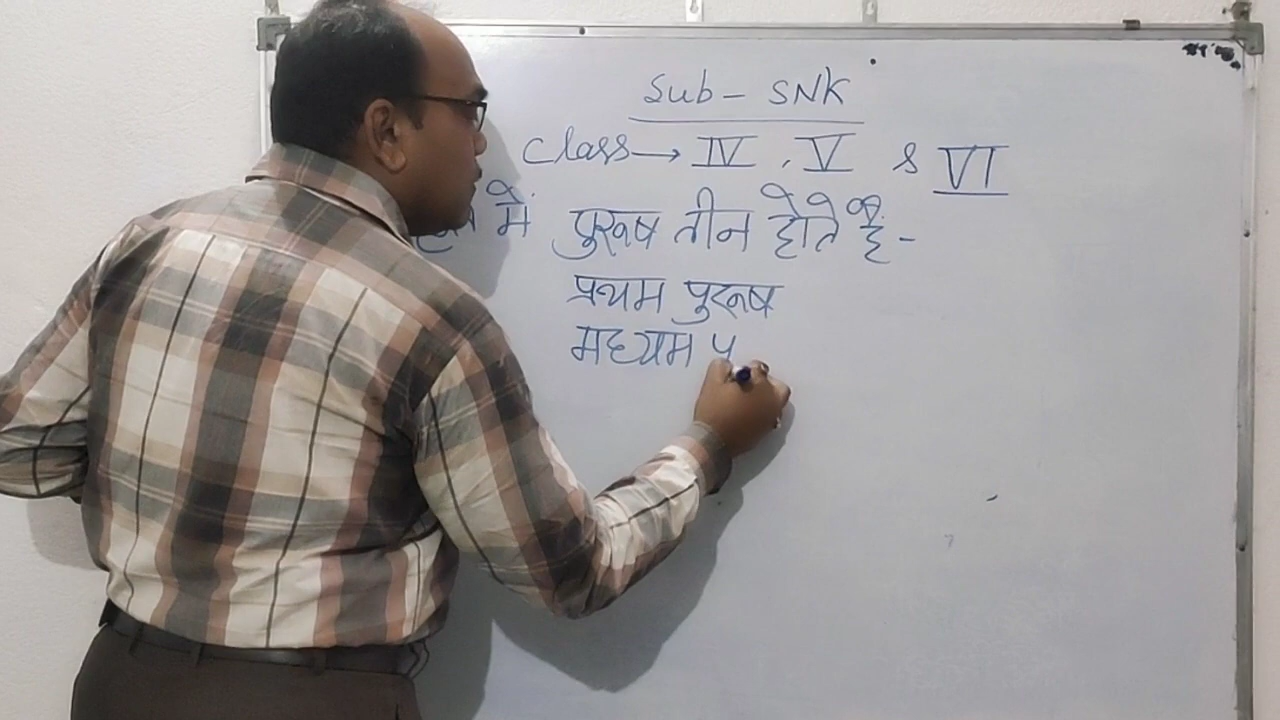 Sub - SNK
Class → IV , V & VI
में पुरूष तीन होते हैं -
प्रथम पुरूष
मध्यम पु